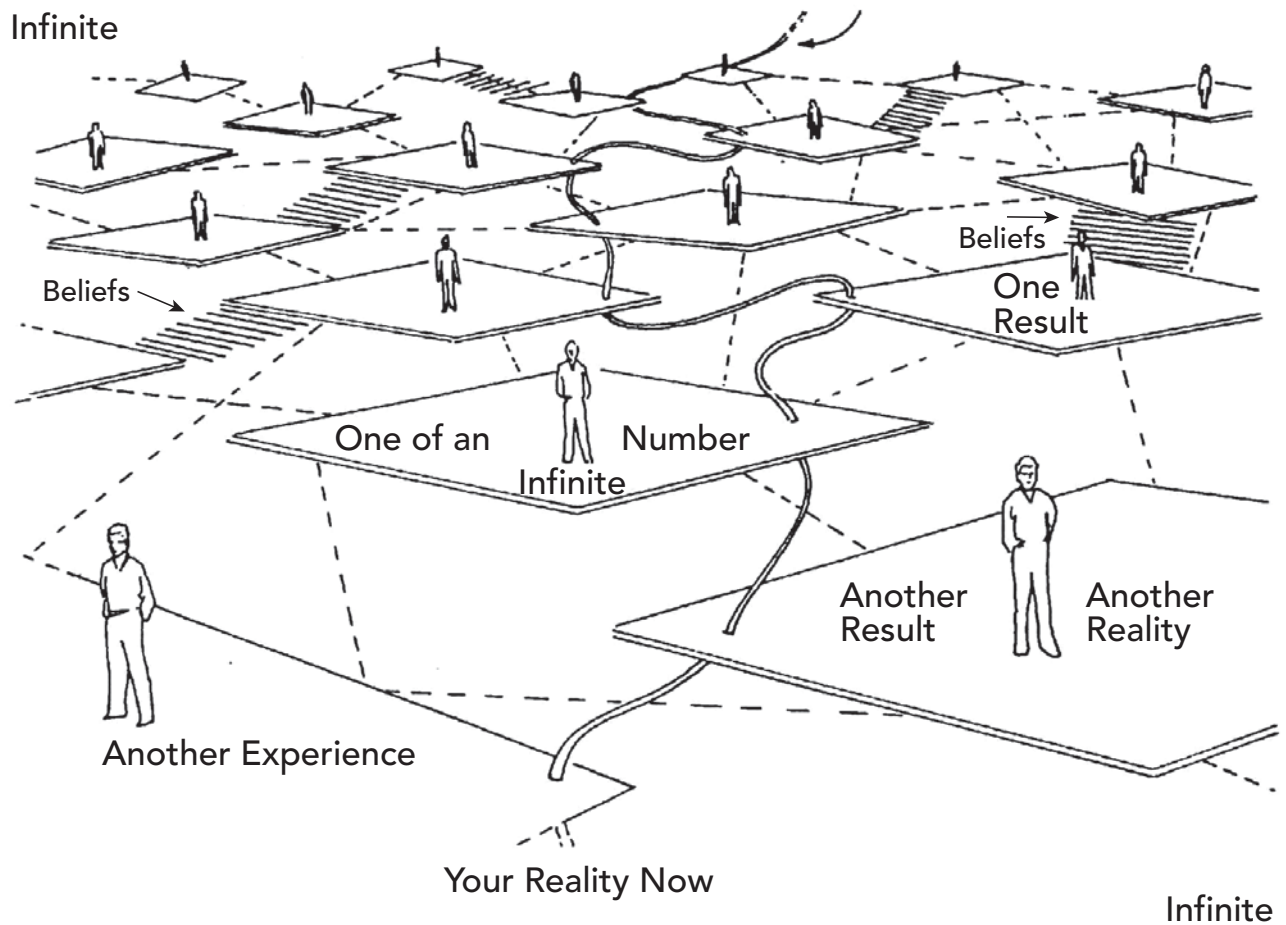 Infinite
Beliefs
Beliefs
One
Result
One of an
Number
Infinite
Another
Result
Another
Reality
Another Experience
Your Reality Now
Infinite